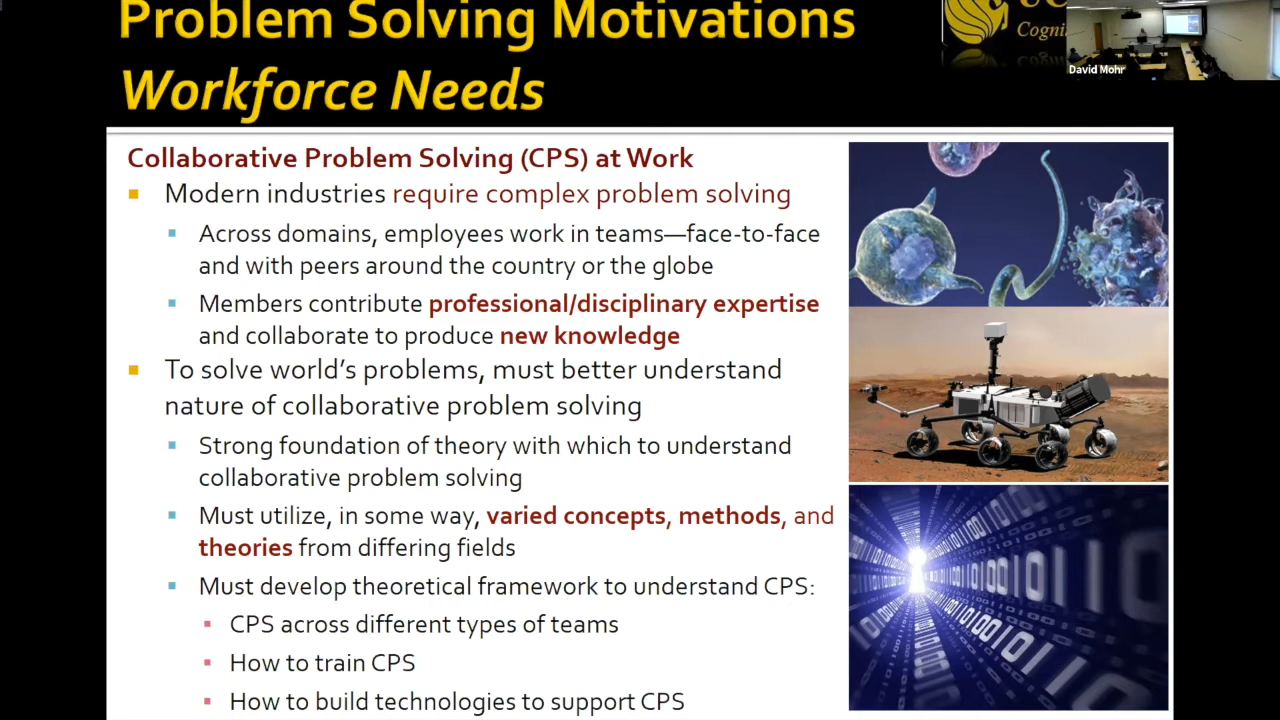 Problem Solving Motivations
Workforce Needs
David Mohr
Collaborative Problem Solving (CPS) at Work
Modern industries require complex problem solving
Across domains, employees work in teams—face-to-face
and with peers around the country or the globe
Members contribute professional/disciplinary expertise
and collaborate to produce new knowledge
To solve world's problems, must better understand
nature of collaborative problem solving
Strong foundation of theory with which to understand
collaborative problem solving
Must utilize, in some way, varied concepts, methods, and
theories from differing fields
Must develop theoretical framework to understand CPS:
CPS across different types of teams
How to train CPS
How to build technologies to support CPS